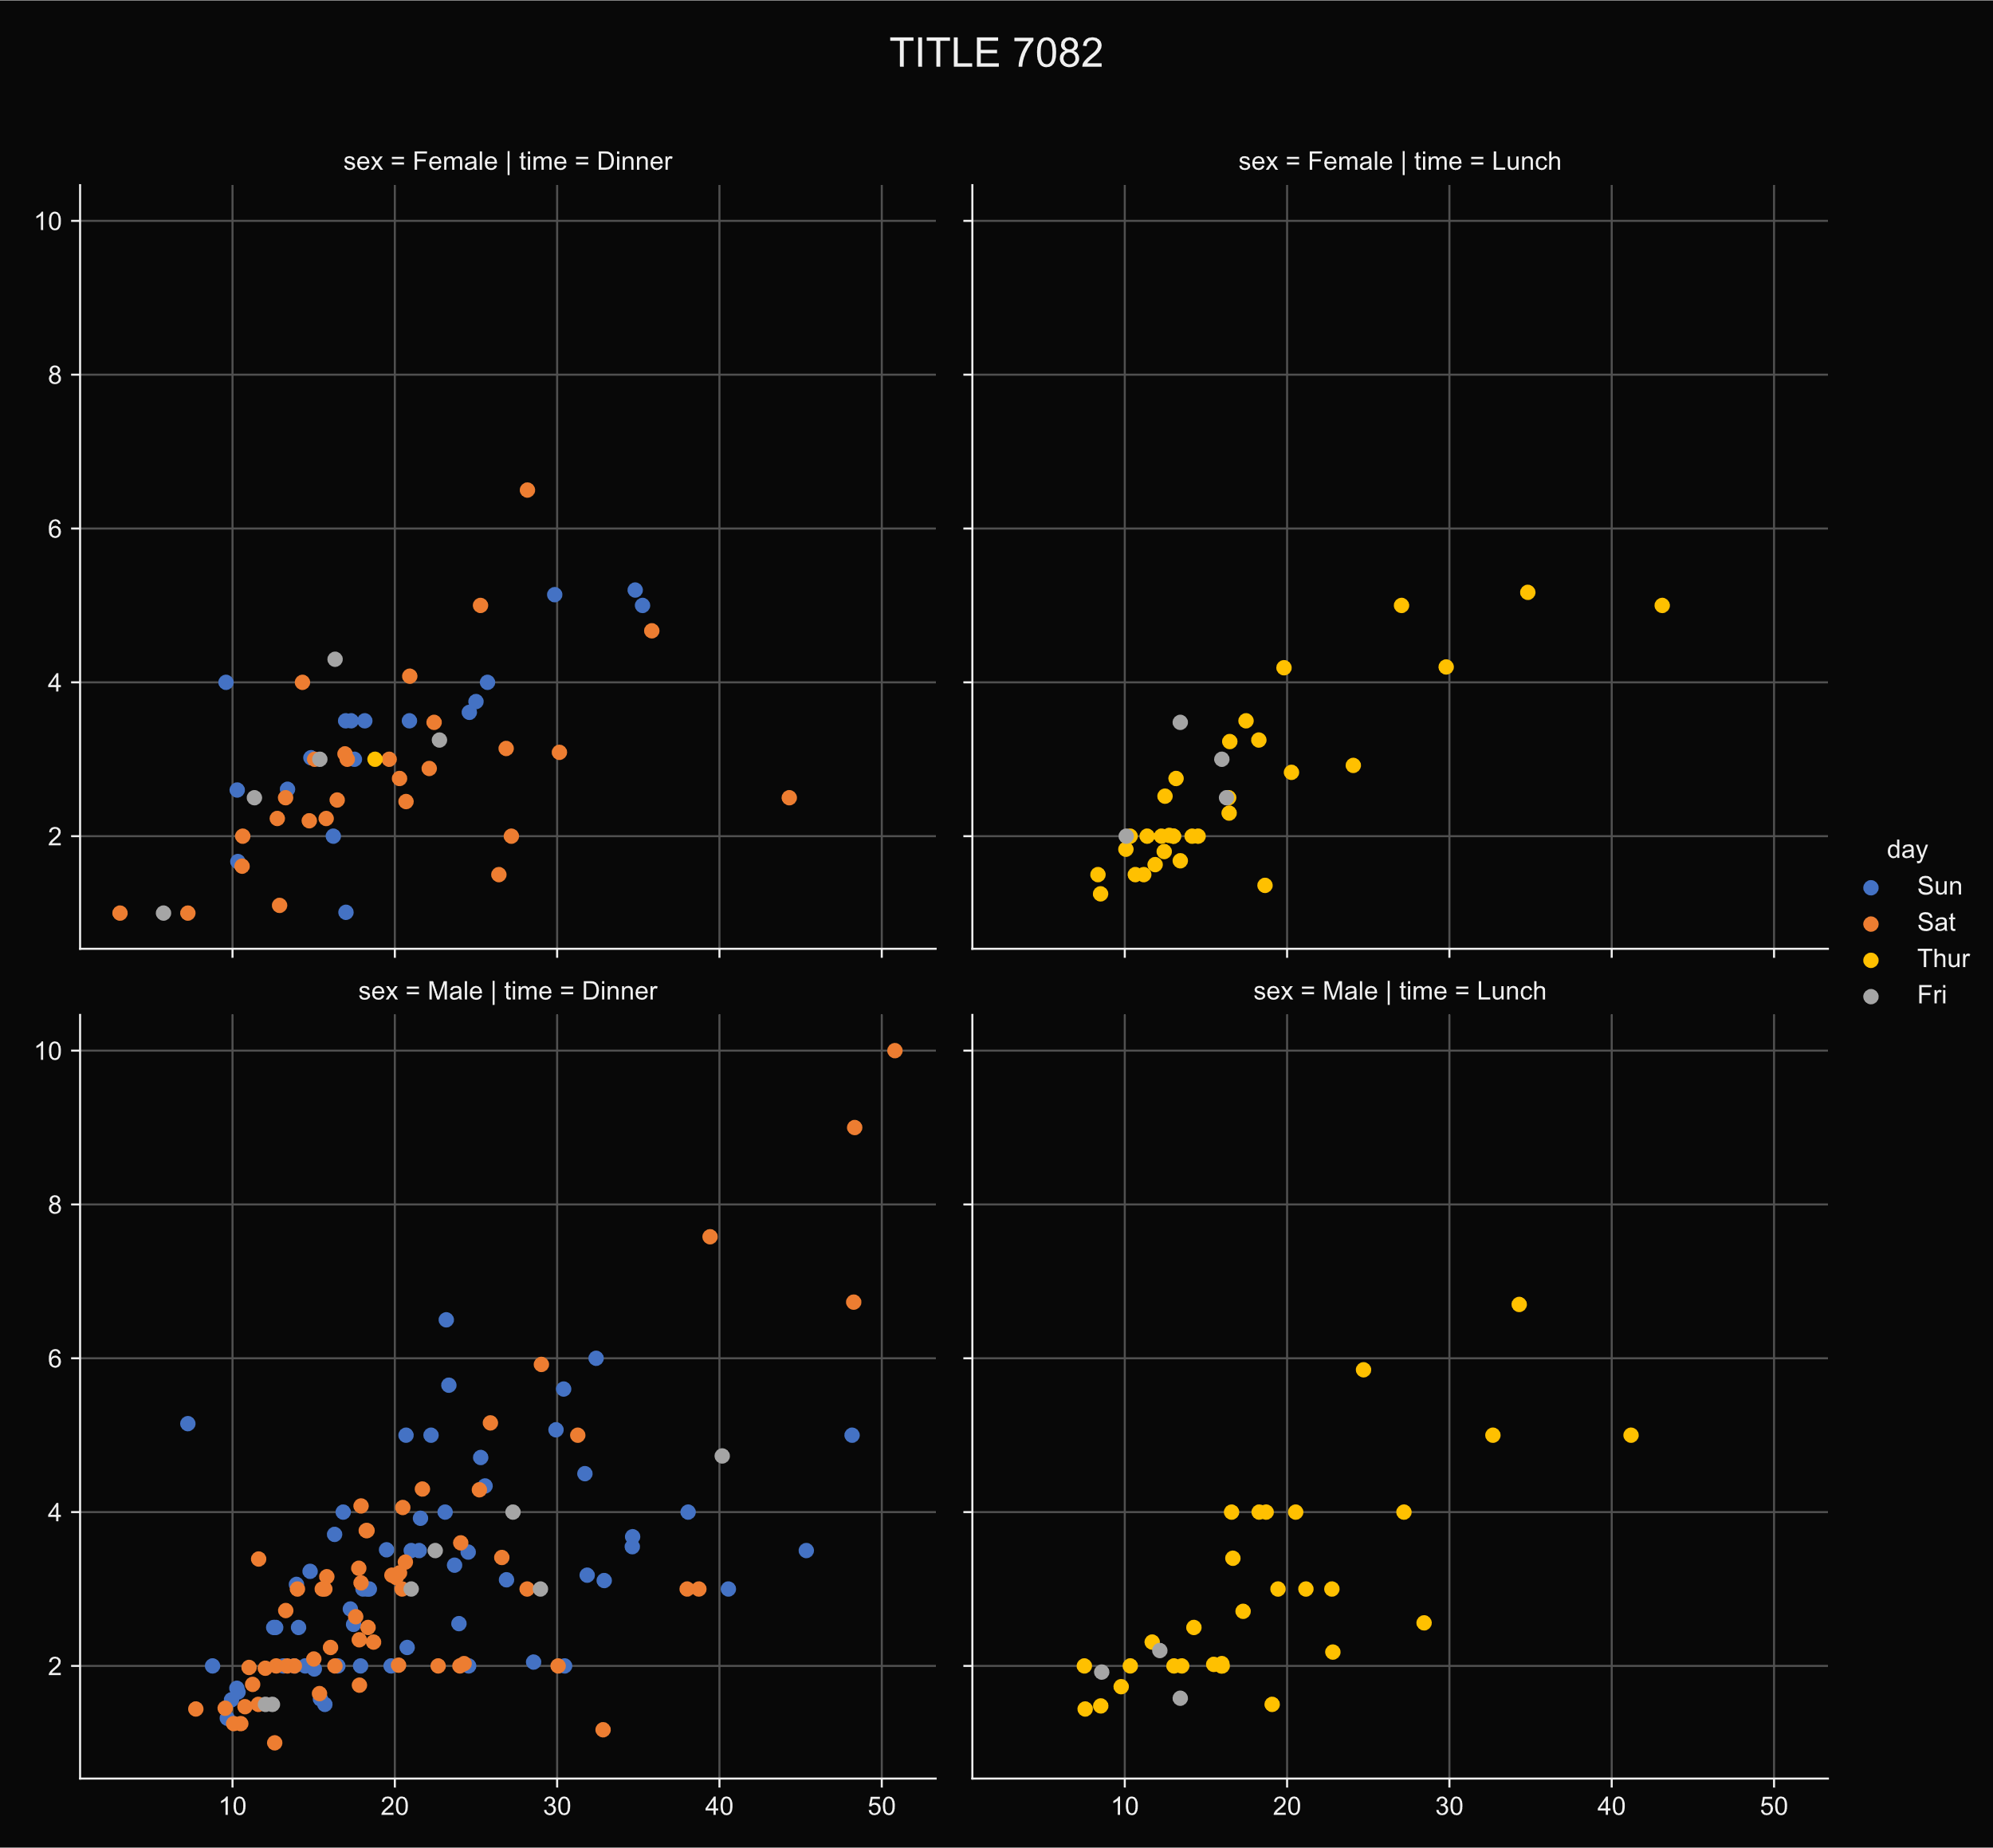 TITLE 7082
sex = Female | time = Dinner
sex = Female | time = Lunch
10
8
6
4
2
sex = Male | time = Dinner
sex = Male | time = Lunch
10
8
6
4
2
10 20 30 40 50
10 20 30 40 50
day
Sun
Sat
Thur
Fri